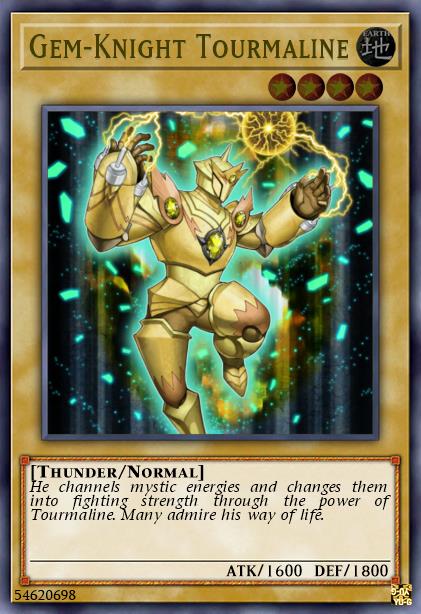 Gem-Knight Tourmaline
EARTH
地
[Thunder/Normal]
He channels mystic energies and changes them
into fighting strength through the power of
Tourmaline. Many admire his way of life.
ATK/1600 DEF/1800
54620698